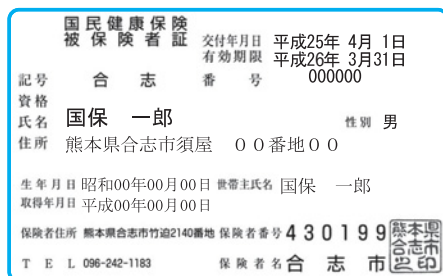 国民健康保険
被保険者証
交付年月日 平成25年 4月 1日
有効期限 平成26年 3月31日
記号 合志 番号 000000
資格
氏名 国保 一郎 性別 男
住所 熊本県合志市須屋 00番地00
生年月日 昭和00年00月00日 世帯主氏名 国保 一郎
取得年月日 平成00年00月00日
保険者住所 熊本県合志市竹迫2140番地 保険者番号 430199
TEL 096-242-1183 保険者名 合志市
熊本県
合志市
之印